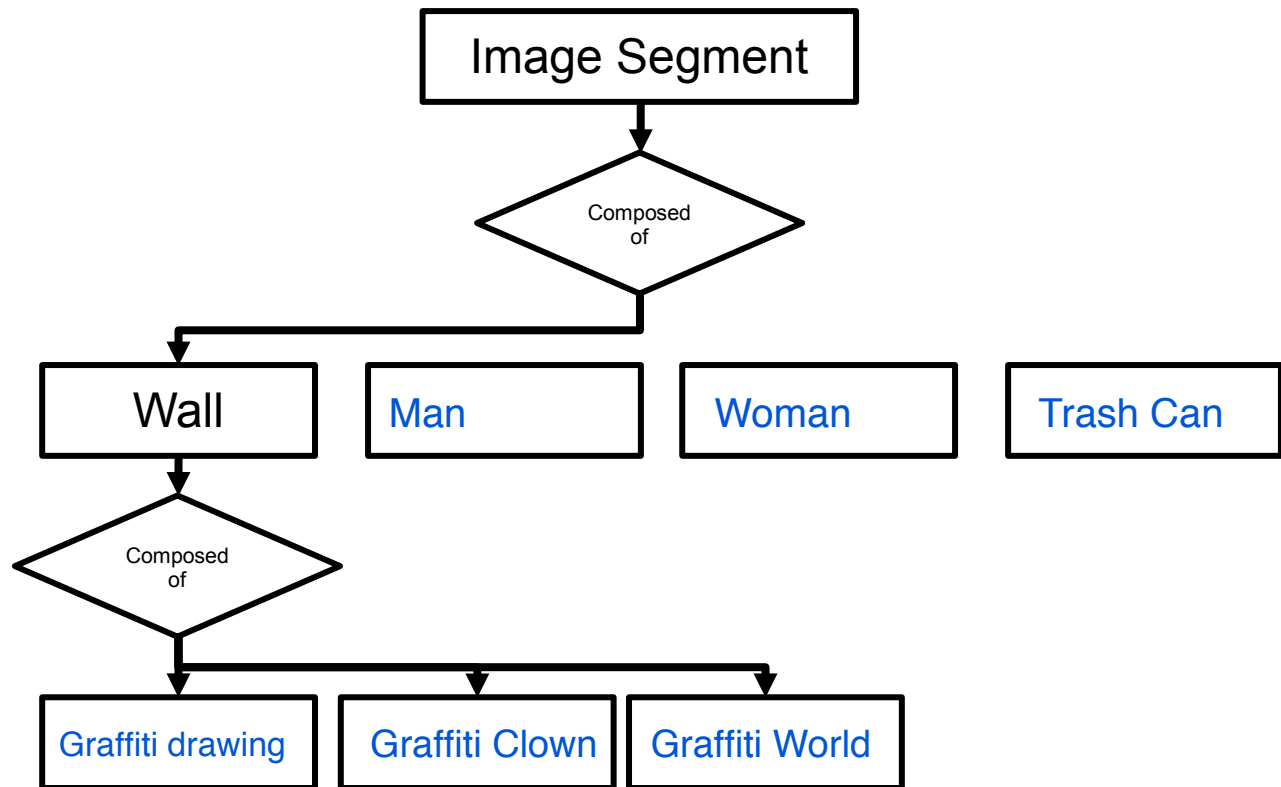 Image Segment
Composed
of
Wall
Man
Woman
Trash Can
Composed
of
Graffiti drawing
Graffiti Clown
Graffiti World